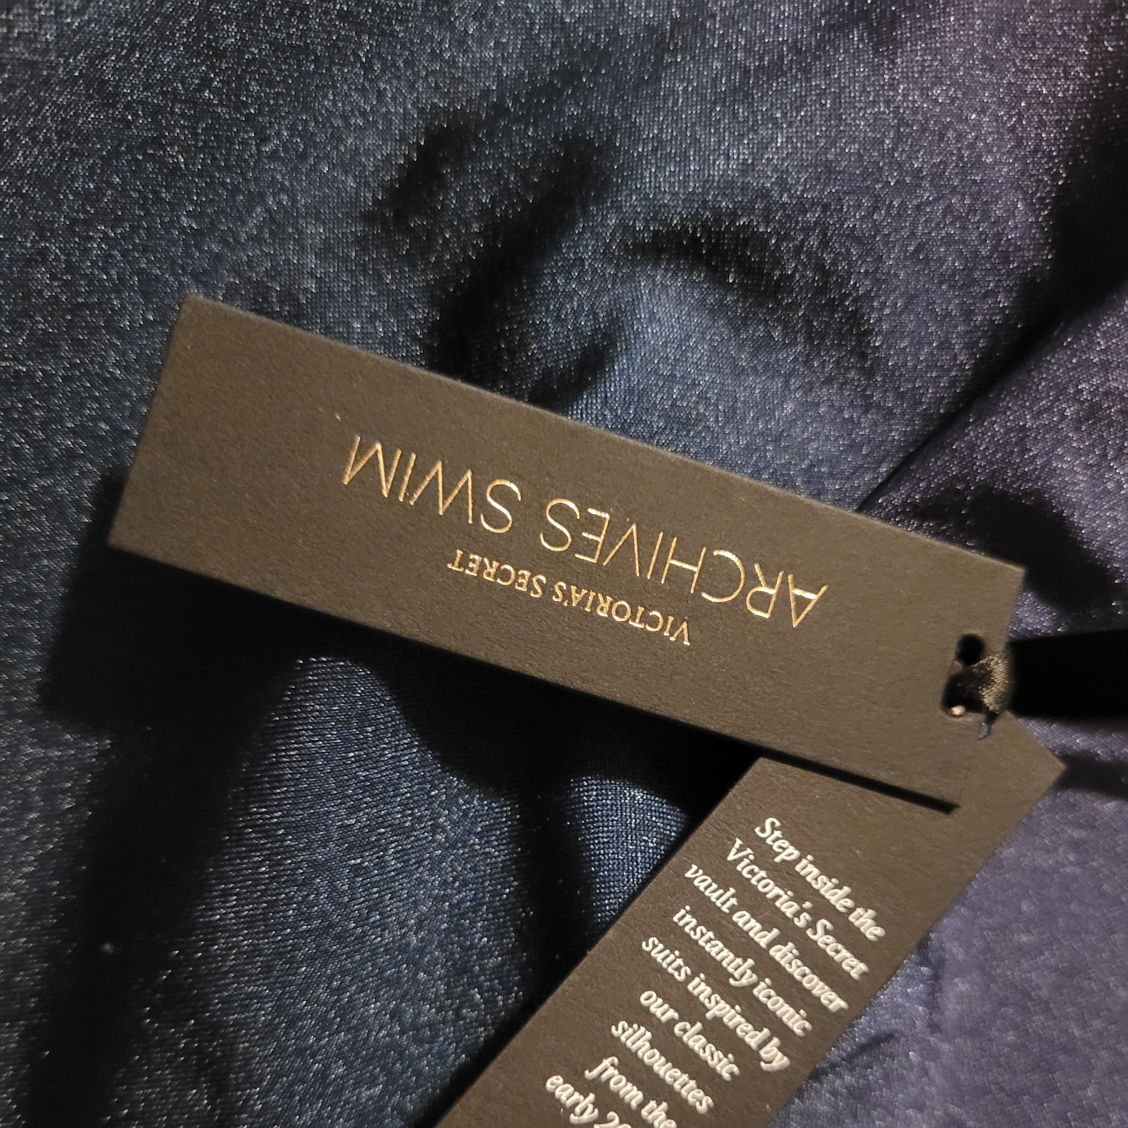 VICTORIA'S SECRET
ARCHIVES SWIM
Step inside the
Victoria's Secret
vault and discover
instantly iconic
suits inspired by
our classic
silhouettes
from the
early